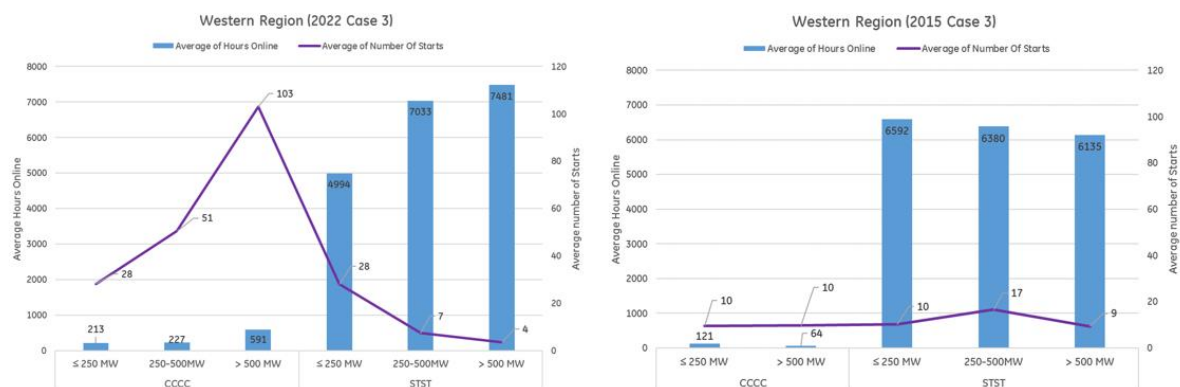 Western Region (2022 Case 3)
Average of Hours Online Average of Number Of Starts
8000 120
7000 100
6000 80
5000 60
4000 40
3000 20
2000 0
1000
0
Average Hours Online
Average number of Starts
213 227 591 4994 7033 7481
28 51 103 28 7 4
≤ 250 MW 250-500MW > 500 MW ≤ 250 MW 250-500MW > 500 MW
CCCC STST
Western Region (2015 Case 3)
Average of Hours Online Average of Number Of Starts
8000 120
7000 100
6000 80
5000 60
4000 40
3000 20
2000 0
1000
0
Average Hours Online
Average number of Starts
121 64 6592 6380 6135
10 10 10 17 9
≤ 250 MW > 500 MW ≤ 250 MW 250-500MW > 500 MW
CCCC STST